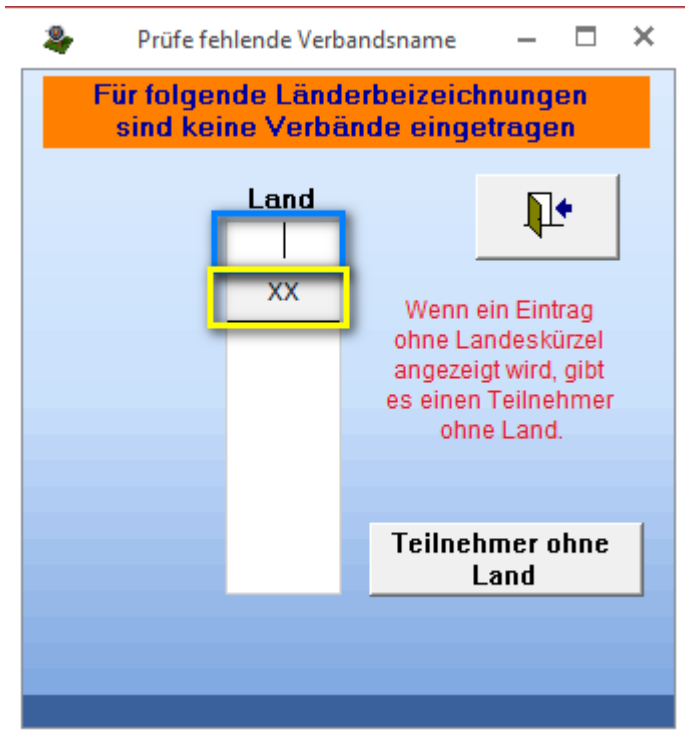 Prüfe fehlende Verbandsname
Für folgende Länderbeizeichnungen
sind keine Verbände eingetragen
Land
XX
Wenn ein Eintrag
ohne Landeskürzel
angezeigt wird, gibt
es einen Teilnehmer
ohne Land.
Teilnehmer ohne
Land